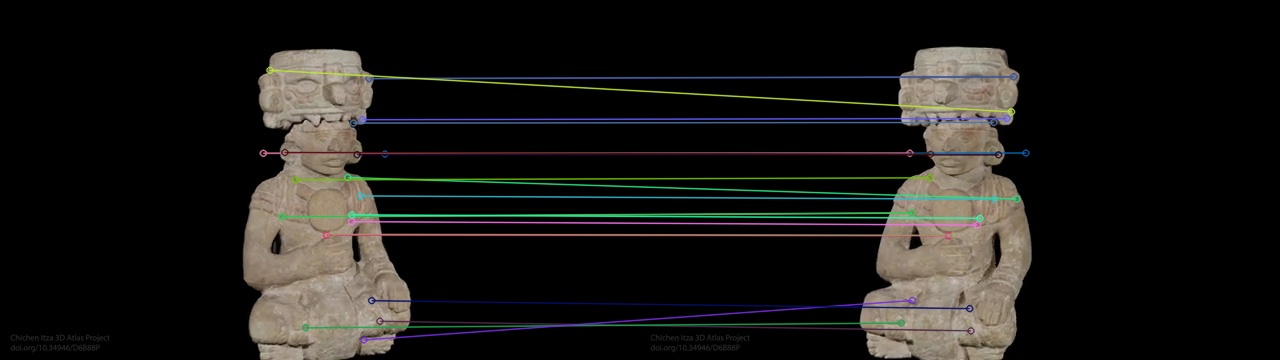 Chichen Itza 3D Atlas Project
doi.org/10.34946/D6B88P
Chichen Itza 3D Atlas Project
doi.org/10.34946/D6B88P